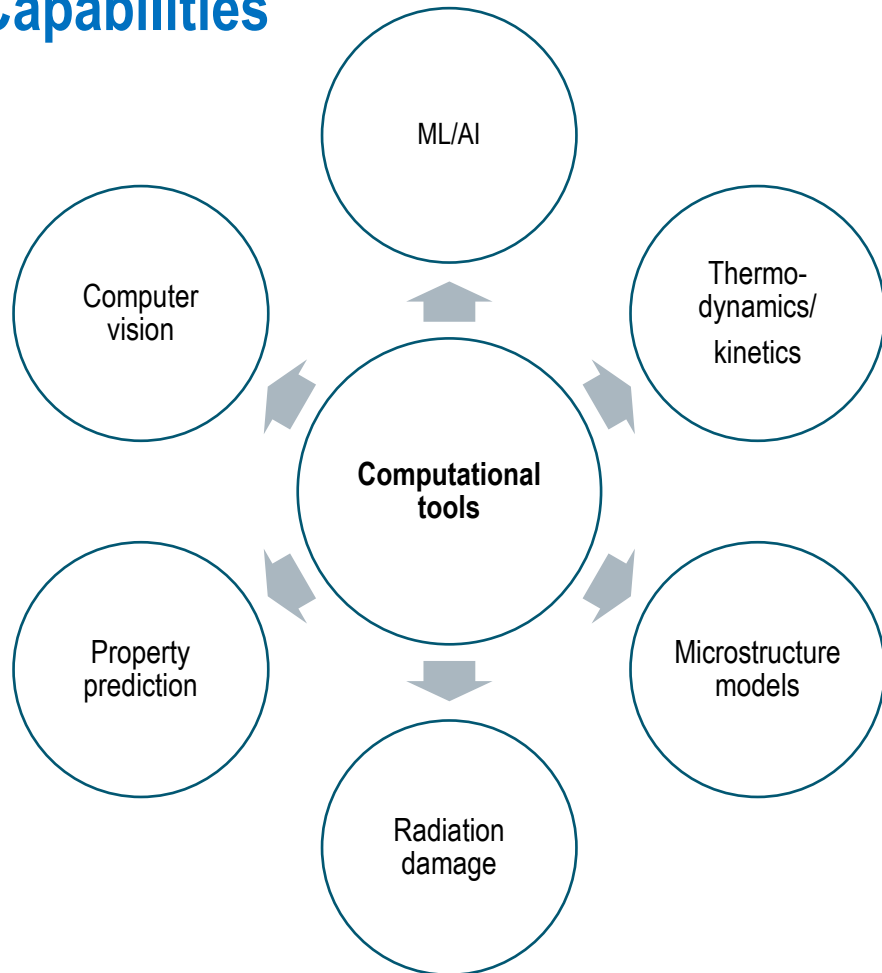 Capabilities
ML/AI
Computer
vision
Thermo-
dynamics/
kinetics
Computational
tools
Property
prediction
Microstructure
models
Radiation
damage